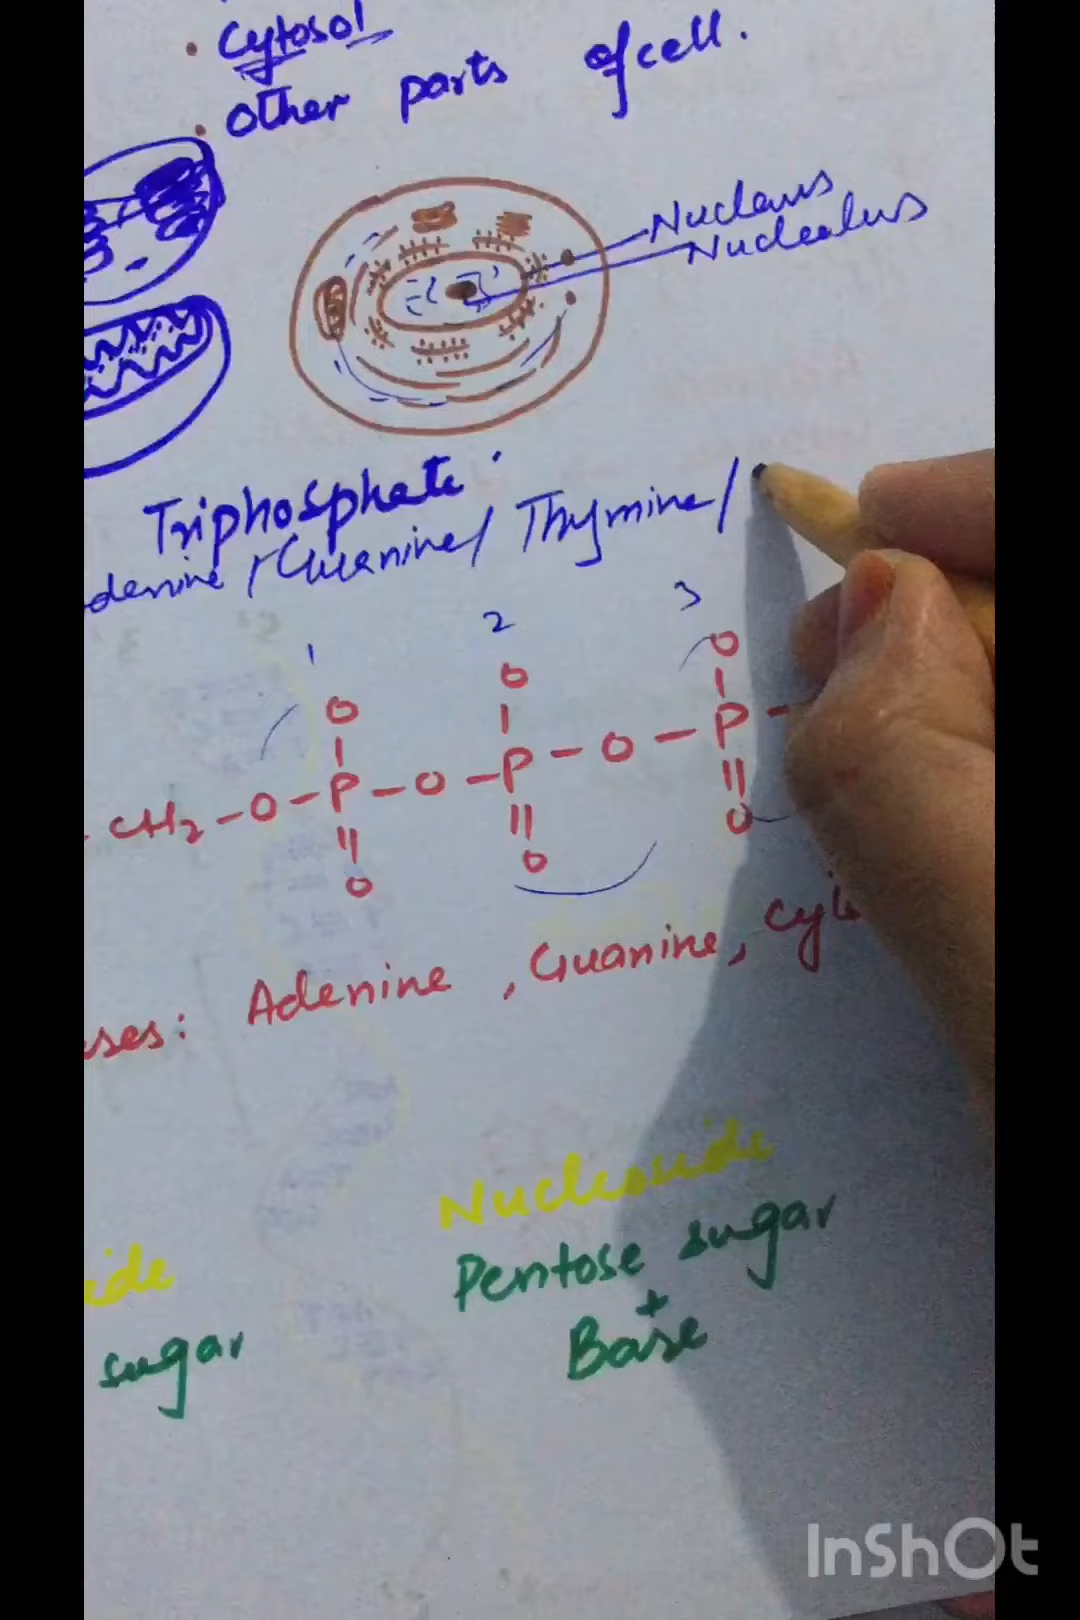 Cytosol
Other parts of cell.
Nucleus
Nucleolus
Triphosphate
denine / Guanine / Thymine /
1 2 3
O O O
CH2 - O - P - O - P - O - P -
O O O
ses: Adenine, Guanine, Cyt
Nucleoside
Pentose sugar
ide
+
sugar
Base
InShOt